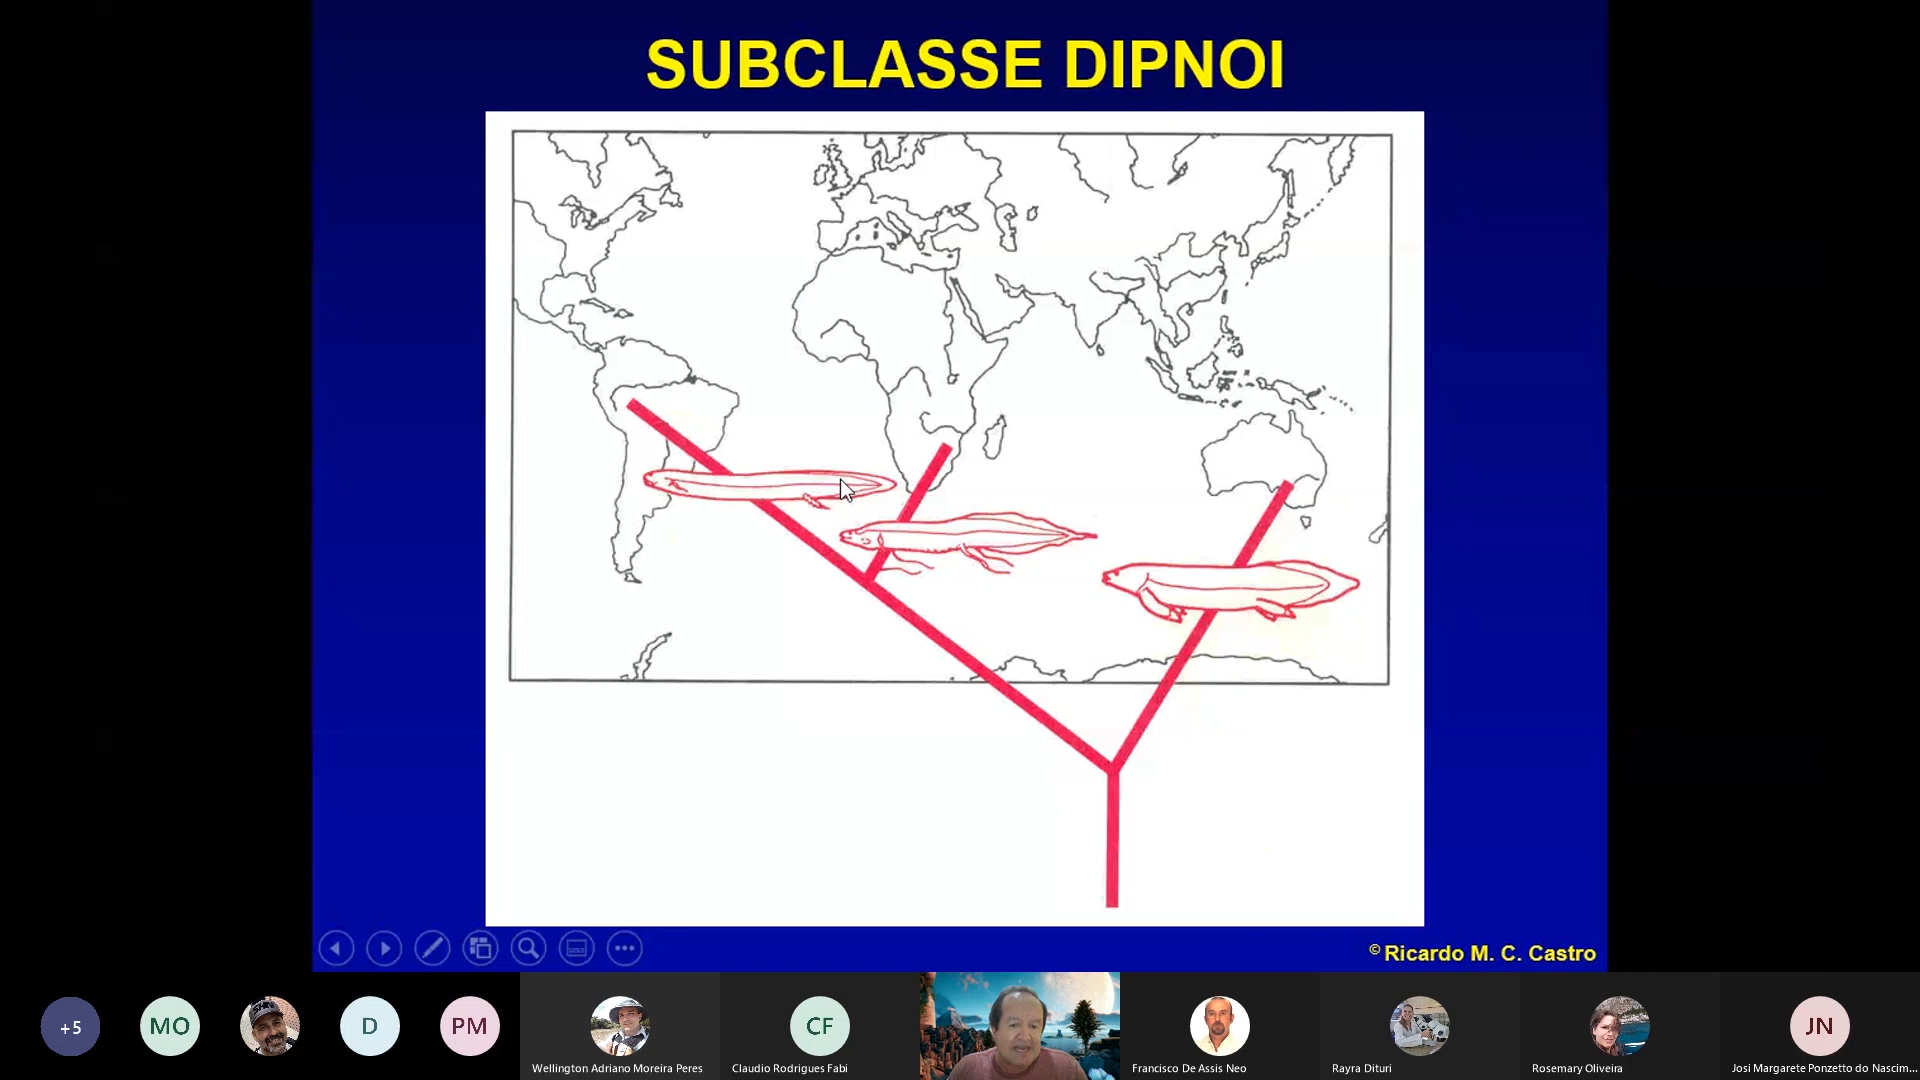 SUBCLASSE DIPNOI
© Ricardo M. C. Castro
+5
MO
D
PM
CF
JN
Wellington Adriano Moreira Peres
Claudio Rodrigues Fabi
Francisco De Assis Neo
Rayra Dituri
Rosemary Oliveira
Josi Margarete Ponzetto do Nascim...